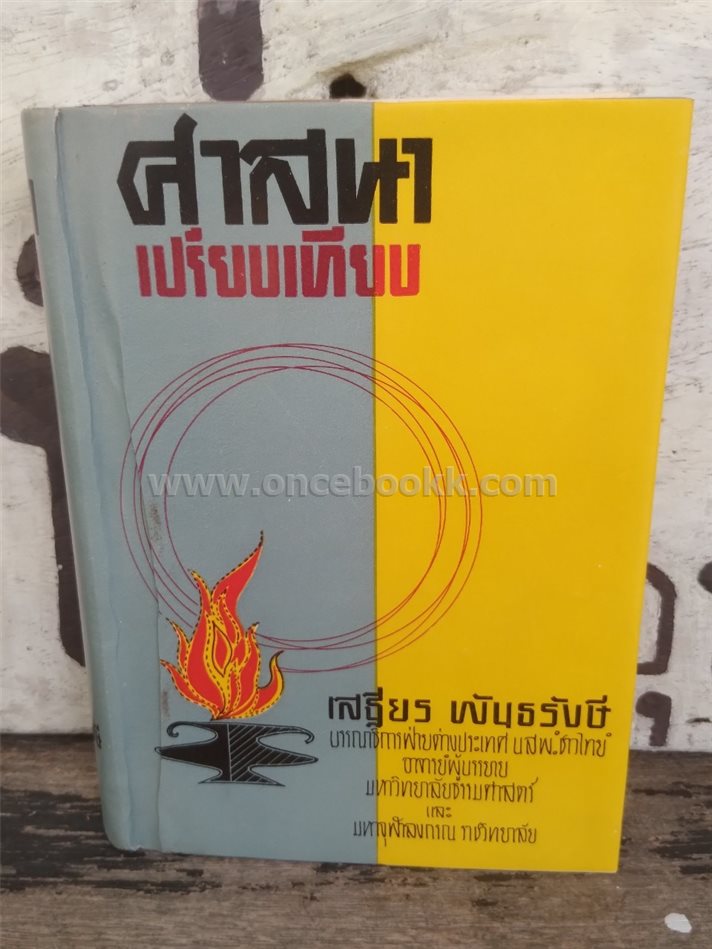 ศาสนา
เปรียบเทียบ
www.oncebookk.com
เสฐียร พันธรังษี
บรรณาธิการฝ่ายต่างประเทศ นสพ."ชาวไทย"
อาจารย์ผู้บรรยาย
มหาวิทยาลัยธรรมศาสตร์
และ
มหาจุฬาลงกรณ ราชวิทยาลัย